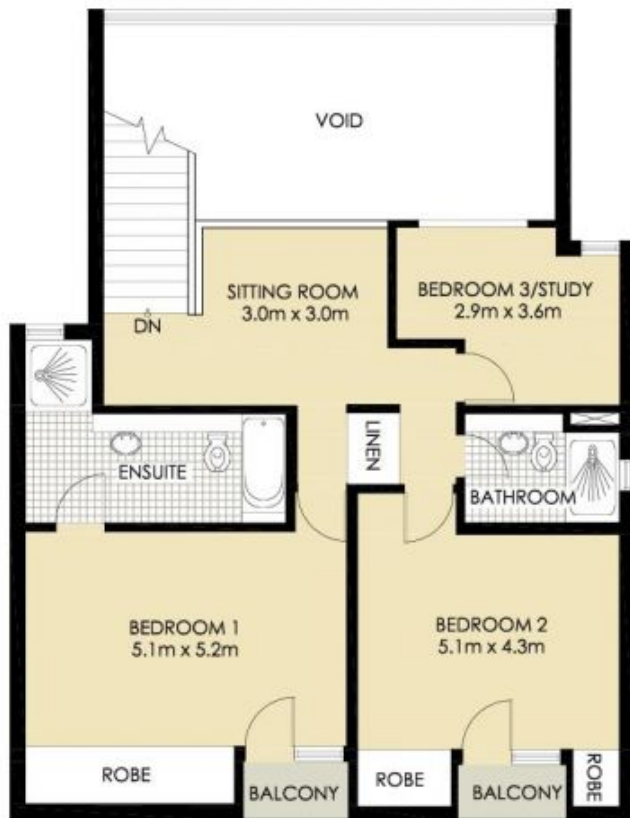 VOID
SITTING ROOM
3.0m x 3.0m
BEDROOM 3/STUDY
2.9m x 3.6m
DN
LINEN
ENSUITE
BATHROOM
BEDROOM 1
5.1m x 5.2m
BEDROOM 2
5.1m x 4.3m
ROBE
BALCONY
ROBE
BALCONY
ROBE